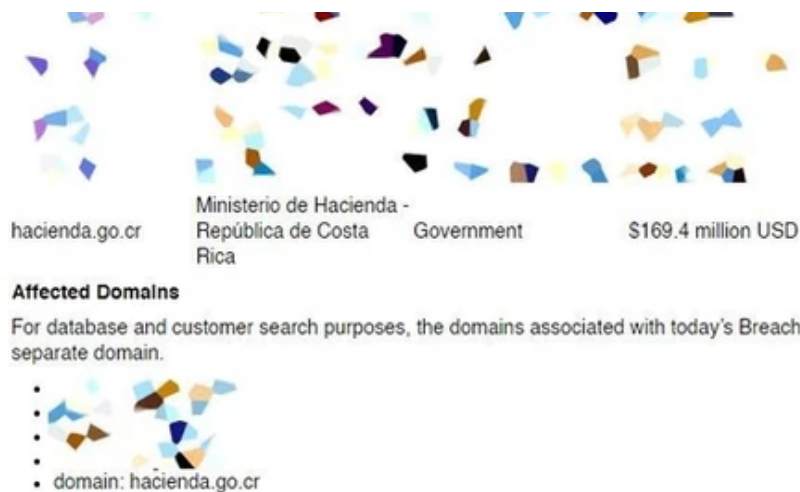 hacienda.go.cr
Ministerio de Hacienda -
República de Costa
Rica
Government
$169.4 million USD
Affected Domains
For database and customer search purposes, the domains associated with today's Breach
separate domain.
• domain: hacienda.go.cr